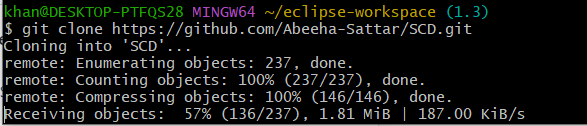 khan@DESKTOP-PTFQS28 MINGW64 ~/eclipse-workspace (1.3)
$ git clone https://github.com/Abeeha-Sattar/SCD.git
Cloning into 'SCD'...
remote: Enumerating objects: 237, done.
remote: Counting objects: 100% (237/237), done.
remote: Compressing objects: 100% (146/146), done.
Receiving objects:  57% (136/237), 1.81 MiB | 187.00 KiB/s